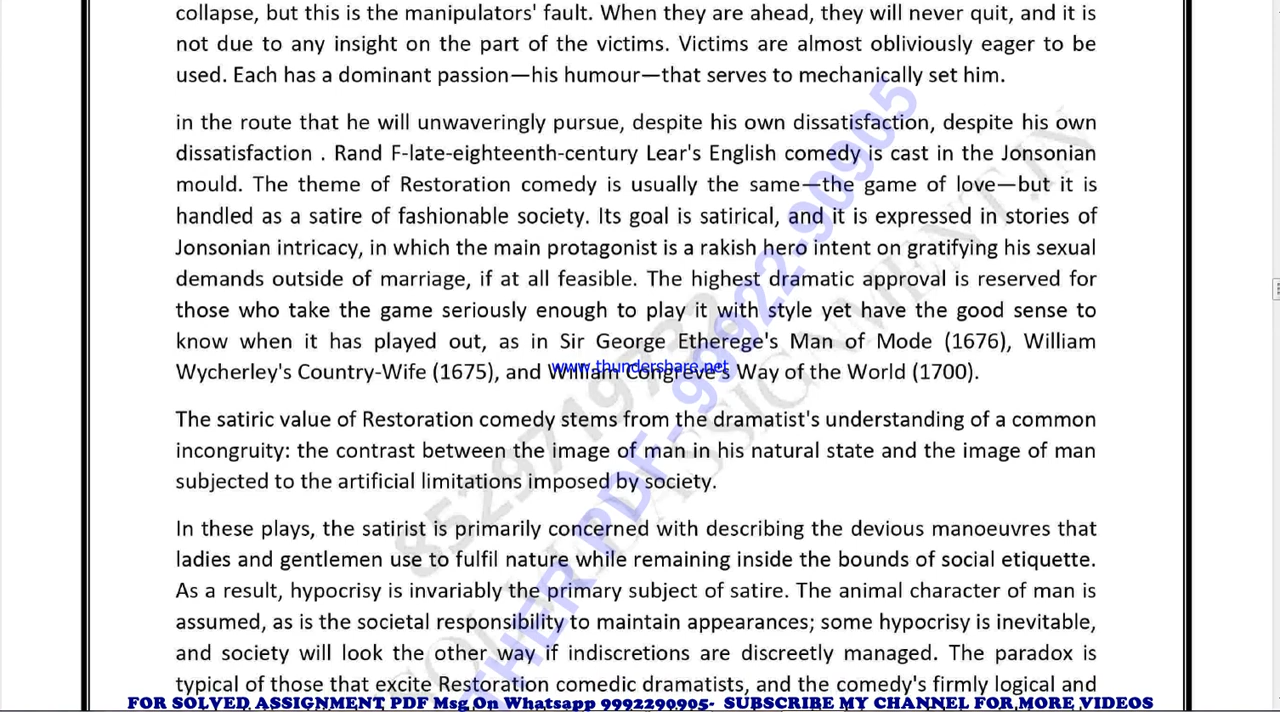 collapse, but this is the manipulators' fault. When they are ahead, they will never quit, and it is
not due to any insight on the part of the victims. Victims are almost obliviously eager to be
used. Each has a dominant passion—his humour—that serves to mechanically set him.
in the route that he will unwaveringly pursue, despite his own dissatisfaction, despite his own
dissatisfaction . Rand F-late-eighteenth-century Lear's English comedy is cast in the Jonsonian
mould. The theme of Restoration comedy is usually the same—the game of love—but it is
handled as a satire of fashionable society. Its goal is satirical, and it is expressed in stories of
Jonsonian intricacy, in which the main protagonist is a rakish hero intent on gratifying his sexual
demands outside of marriage, if at all feasible. The highest dramatic approval is reserved for
those who take the game seriously enough to play it with style yet have the good sense to
know when it has played out, as in Sir George Etherege's Man of Mode (1676), William
Wycherley's Country-Wife (1675), and William Congreve's Way of the World (1700).
www.thundershare.net
The satiric value of Restoration comedy stems from the dramatist's understanding of a common
incongruity: the contrast between the image of man in his natural state and the image of man
subjected to the artificial limitations imposed by society.
In these plays, the satirist is primarily concerned with describing the devious manoeuvres that
ladies and gentlemen use to fulfil nature while remaining inside the bounds of social etiquette.
As a result, hypocrisy is invariably the primary subject of satire. The animal character of man is
assumed, as is the societal responsibility to maintain appearances; some hypocrisy is inevitable,
and society will look the other way if indiscretions are discreetly managed. The paradox is
typical of those that excite Restoration comedic dramatists, and the comedy's firmly logical and
THER PDF- 99922-90905
FOR SOLVED ASSIGNMENT PDF Msg On Whatsapp 9992290905- SUBSCRIBE MY CHANNEL FOR MORE VIDEOS